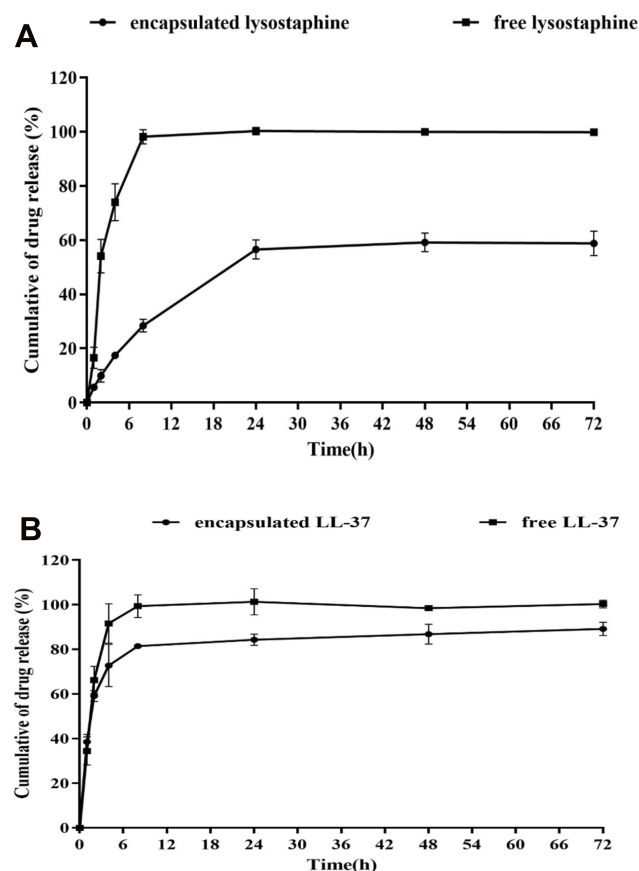 A
encapsulated lysostaphine
free lysostaphine
Cumulative of drug release (%)
120
100
80
60
40
20
0
0 6 12 18 24 30 36 42 48 54 60 66 72
Time(h)
B
encapsulated LL-37
free LL-37
Cumulative of drug release (%)
120
100
80
60
40
20
0
0 6 12 18 24 30 36 42 48 54 60 66 72
Time(h)